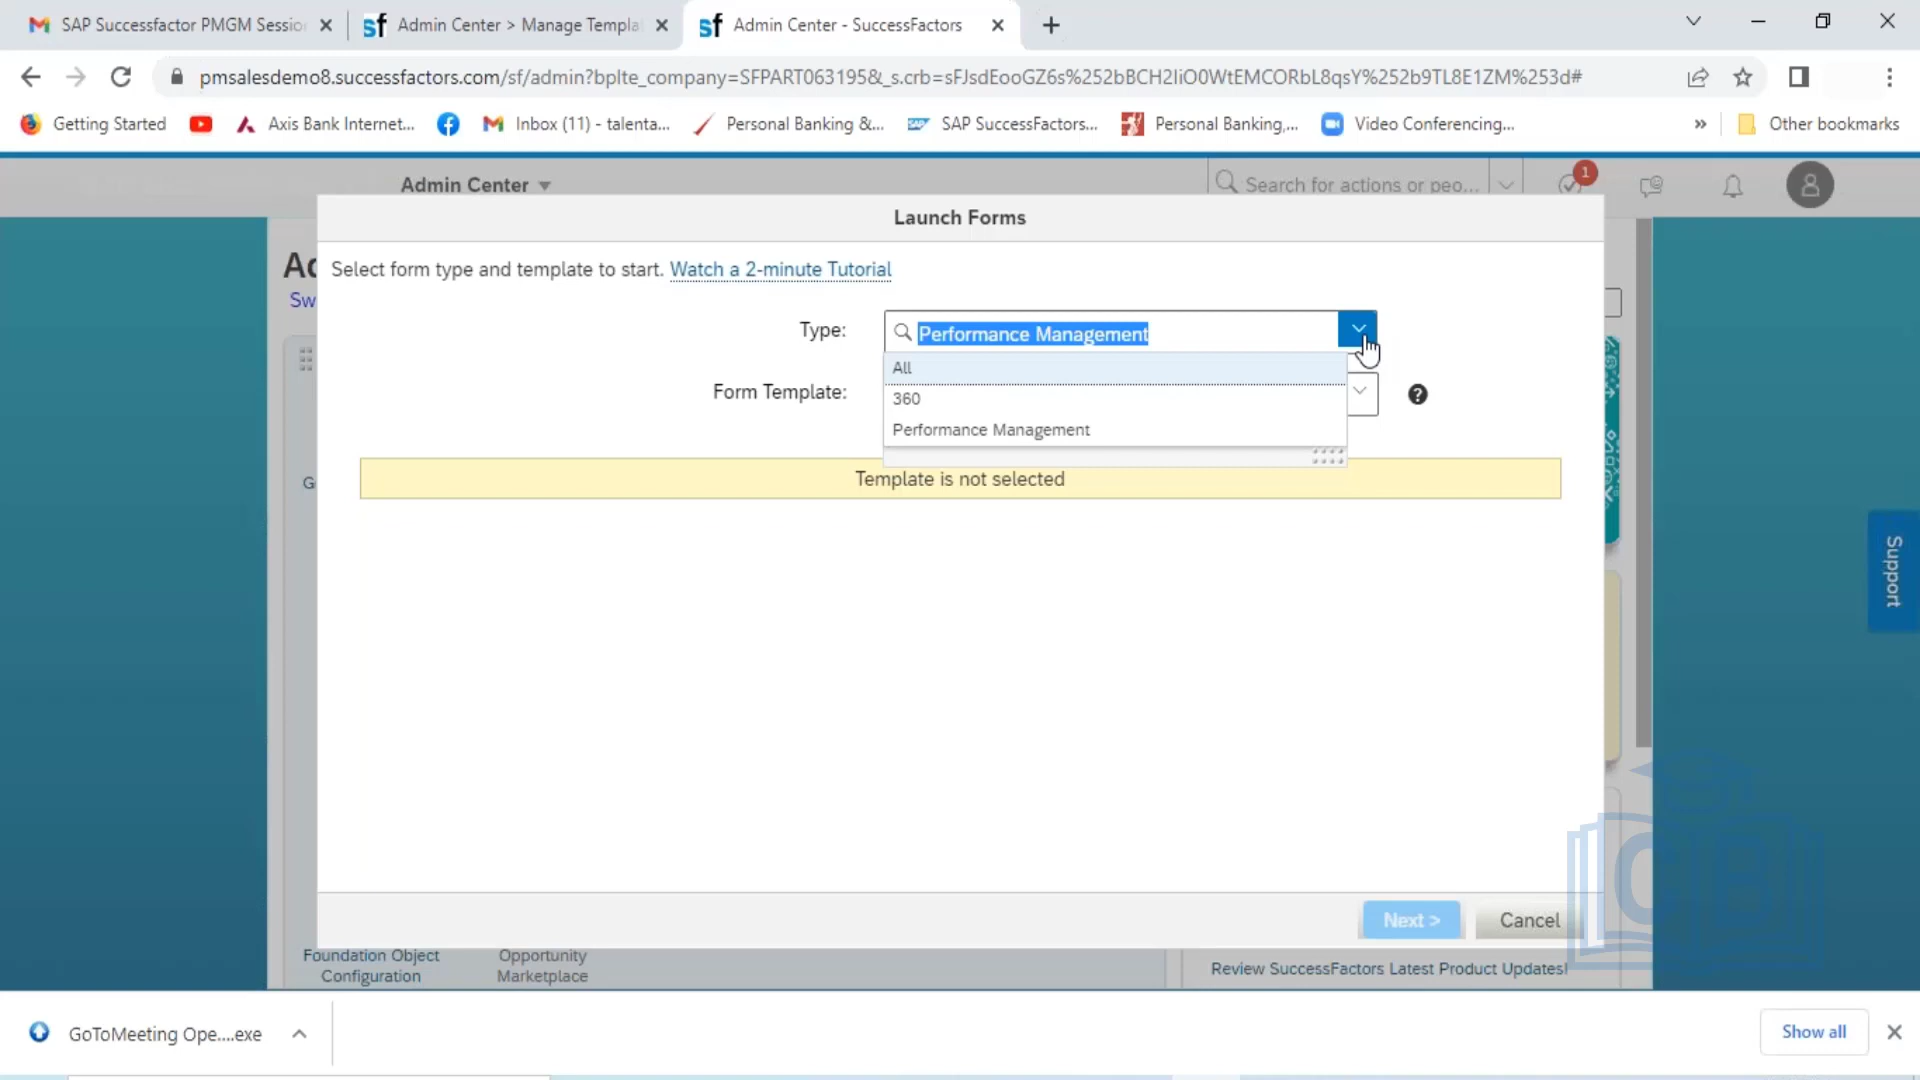 SAP Successfactor PMGM Session
Admin Center > Manage Templa
Admin Center - SuccessFactors
pmsalesdemo8.successfactors.com/sf/admin?bplte_company=SFPART063195&_s.crb=sFJsdEooGZ6s%252bBCH2IiO0WtEMCORbL8qsY%252b9TL8E1ZM%253d#
Getting Started
Axis Bank Internet...
Inbox (11) - talenta...
Personal Banking &...
SAP SuccessFactors...
Personal Banking,...
Video Conferencing...
»
Other bookmarks
Admin Center
Search for actions or peo...
1
Launch Forms
Select form type and template to start. Watch a 2-minute Tutorial
Type:
Performance Management
All
360
Performance Management
Form Template:
Template is not selected
Support
Next >
Cancel
Foundation Object
Configuration
Opportunity
Marketplace
Review SuccessFactors Latest Product Updates!
CB
GoToMeeting Ope....exe
Show all